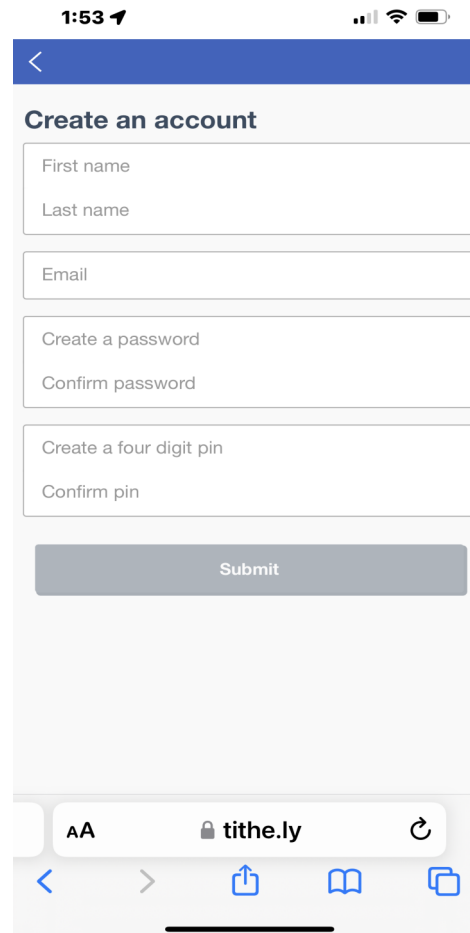 1:53
Create an account
First name
Last name
Email
Create a password
Confirm password
Create a four digit pin
Confirm pin
Submit
AA tithe.ly